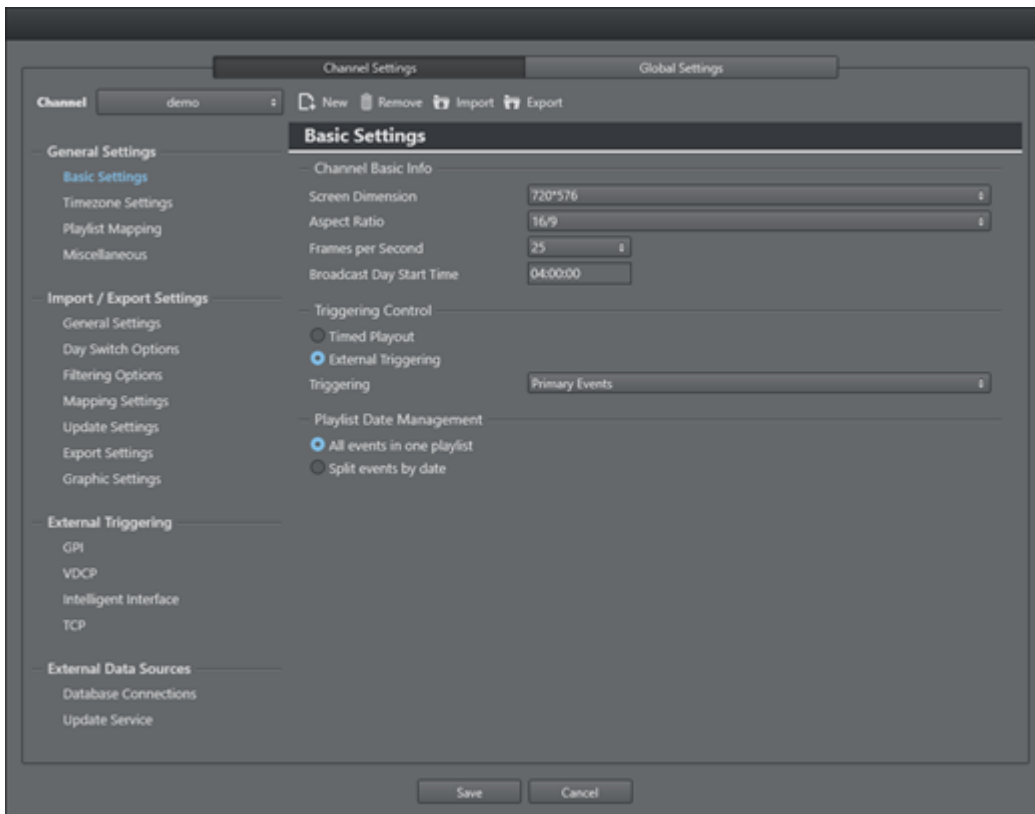 Channel Settings Global Settings
Channel demo New Remove Import Export
Basic Settings
General Settings
Basic Settings
Timezone Settings
Playlist Mapping
Miscellaneous
Import / Export Settings
General Settings
Day Switch Options
Filtering Options
Mapping Settings
Update Settings
Export Settings
Graphic Settings
External Triggering
GPI
VDCP
Intelligent Interface
TCP
External Data Sources
Database Connections
Update Service
Channel Basic Info
Screen Dimension 720*576
Aspect Ratio 16/9
Frames per Second 25
Broadcast Day Start Time 04:00:00
Triggering Control
Timed Playout
External Triggering
Triggering Primary Events
Playlist Date Management
All events in one playlist
Split events by date
Save Cancel